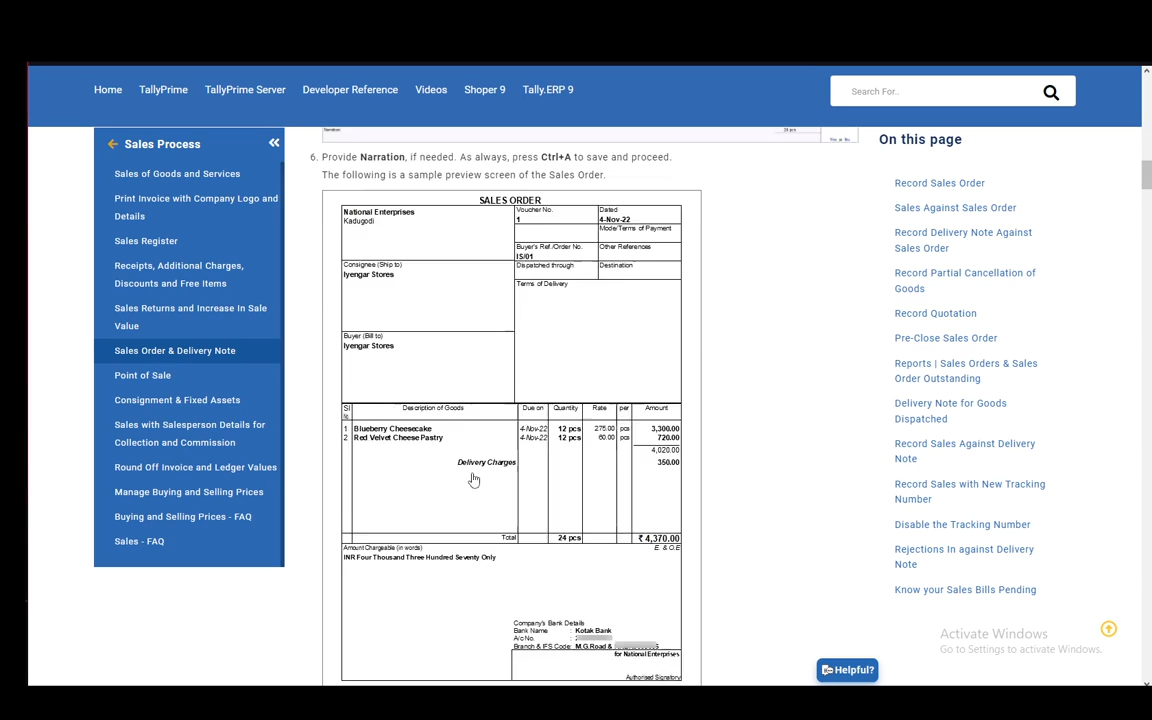 Home TallyPrime TallyPrime Server Developer Reference Videos Shoper 9 Tally.ERP 9
Search For..
Sales Process
Sales of Goods and Services
Print Invoice with Company Logo and
Details
Sales Register
Receipts, Additional Charges,
Discounts and Free Items
Sales Returns and Increase In Sale
Value
Sales Order & Delivery Note
Point of Sale
Consignment & Fixed Assets
Sales with Salesperson Details for
Collection and Commission
Round Off Invoice and Ledger Values
Manage Buying and Selling Prices
Buying and Selling Prices - FAQ
Sales - FAQ
Narration:
24 pcs
6. Provide Narration, if needed. As always, press Ctrl+A to save and proceed.
The following is a sample preview screen of the Sales Order.
SALES ORDER
National Enterprises
Kadugodi
Voucher No.
1
Dated
4-Nov-22
Mode/Terms of Payment
Buyer's Ref./Order No.
IS/01
Other References
Consignee (Ship to)
Iyengar Stores
Dispatched through
Destination
Terms of Delivery
Buyer (Bill to)
Iyengar Stores
Sl Description of Goods Due on Quantity Rate per Amount
No.
1 Blueberry Cheesecake 4-Nov-22 12 pcs 275.00 pcs 3,300.00
2 Red Velvet Cheese Pastry 4-Nov-22 12 pcs 60.00 pcs 720.00
4,020.00
Delivery Charges 350.00
Total 24 pcs ₹ 4,370.00
Amount Chargeable (in words) E. & O.E
INR Four Thousand Three Hundred Seventy Only
Company's Bank Details
Bank Name : Kotak Bank
A/c No. :
Branch & IFS Code: M.G.Road &
for National Enterprises
Authorised Signatory
On this page
Record Sales Order
Sales Against Sales Order
Record Delivery Note Against
Sales Order
Record Partial Cancellation of
Goods
Record Quotation
Pre-Close Sales Order
Reports | Sales Orders & Sales
Order Outstanding
Delivery Note for Goods
Dispatched
Record Sales Against Delivery
Note
Record Sales with New Tracking
Number
Disable the Tracking Number
Rejections In against Delivery
Note
Know your Sales Bills Pending
Activate Windows
Go to Settings to activate Windows.
Helpful?